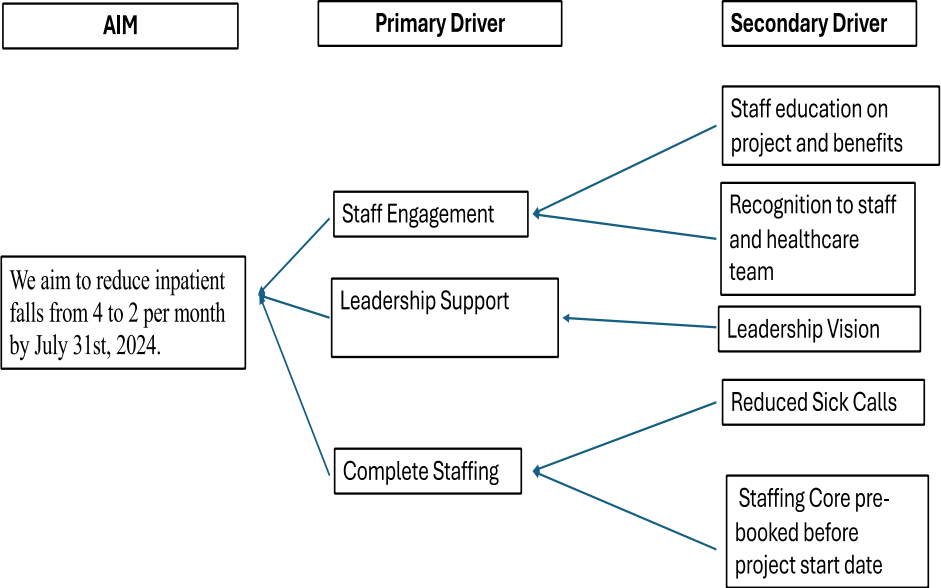 AIM
Primary Driver
Secondary Driver
Staff education on
project and benefits
Staff Engagement
Recognition to staff
and healthcare
team
We aim to reduce inpatient
falls from 4 to 2 per month
by July 31st, 2024.
Leadership Support
Leadership Vision
Reduced Sick Calls
Complete Staffing
Staffing Core pre-
booked before
project start date